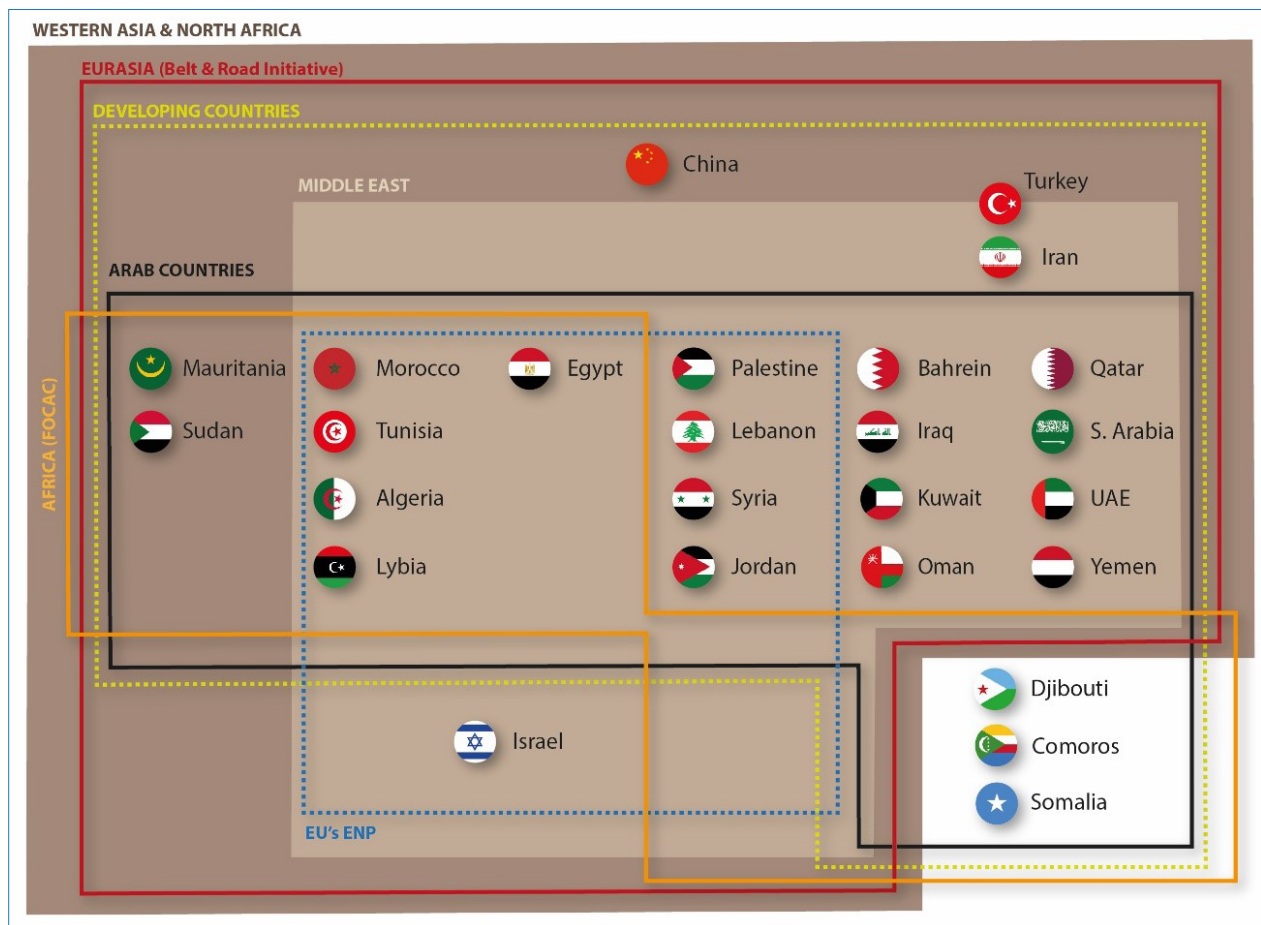 WESTERN ASIA & NORTH AFRICA
EURASIA (Belt & Road Initiative)
DEVELOPING COUNTRIES
China
MIDDLE EAST
Turkey
Iran
ARAB COUNTRIES
AFRICA (FOCAC)
Mauritania
Morocco
Egypt
Palestine
Bahrein
Qatar
Sudan
Tunisia
Lebanon
Iraq
S. Arabia
Algeria
Syria
Kuwait
UAE
Lybia
Jordan
Oman
Yemen
Djibouti
Israel
Comoros
Somalia
EU's ENP